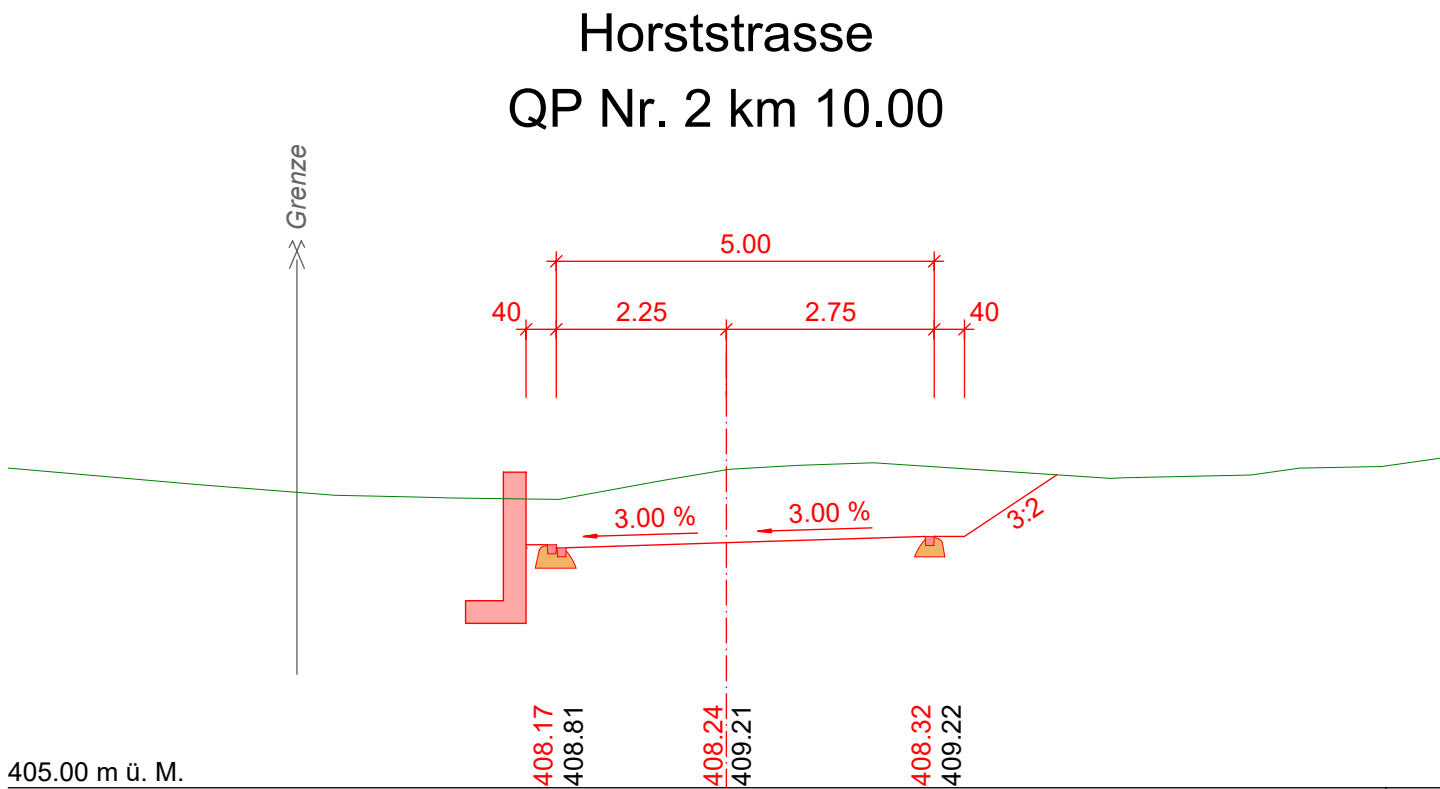 Horststrasse
QP Nr. 2 km 10.00
Grenze
5.00
40 2.25 2.75 40
3.00 % 3.00 %
3:2
408.17 408.81 408.24 409.21 408.32 409.22
405.00 m ü. M.